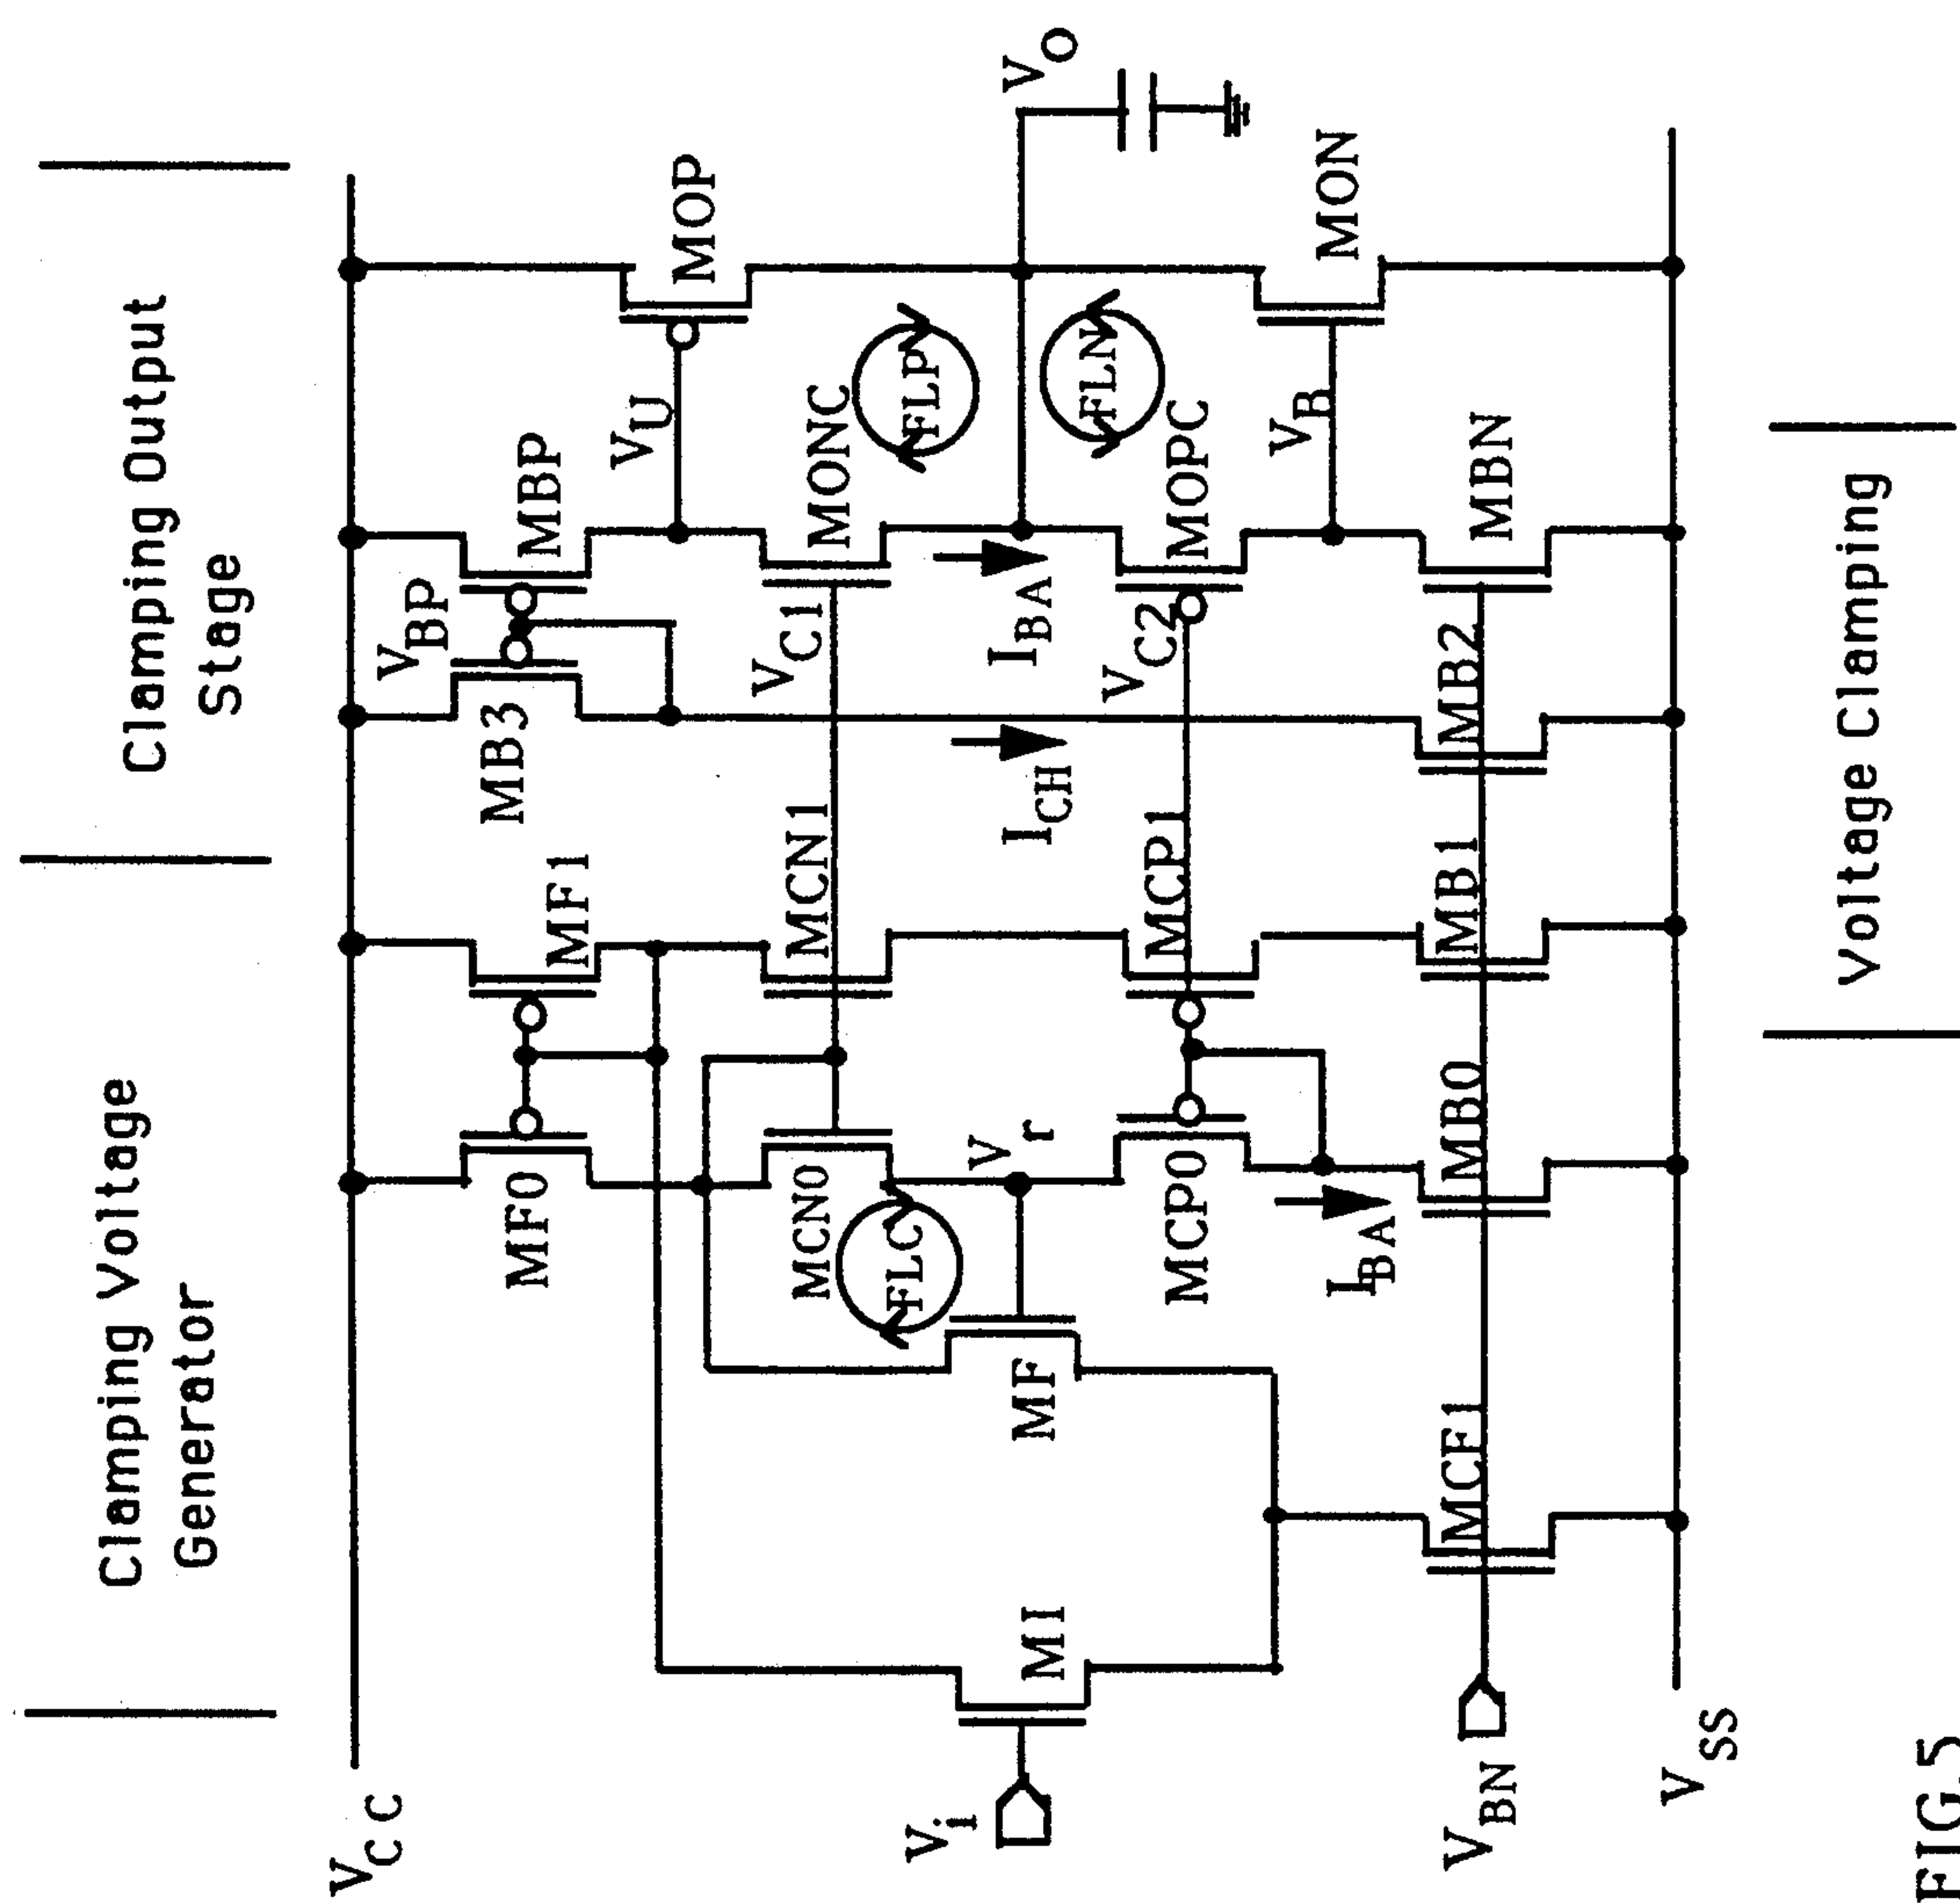 Clamping Voltage
Generator
Clamping Output
Stage
V_CC
MF0
MF1
MB3
V_BP
MBP
V_U
MOP
MCN0
MCN1
V_C1
MONC
FLC
FLP
V_i
MI
MF
V_r
I_CH
I_BA
V_O
FLN
MCP0
MCP1
V_C2
MOPC
V_B
MON
I_BA
V_BN
MCF1
MB0
MB1
MB2
MBN
V_SS
Voltage Clamping
FIG.5